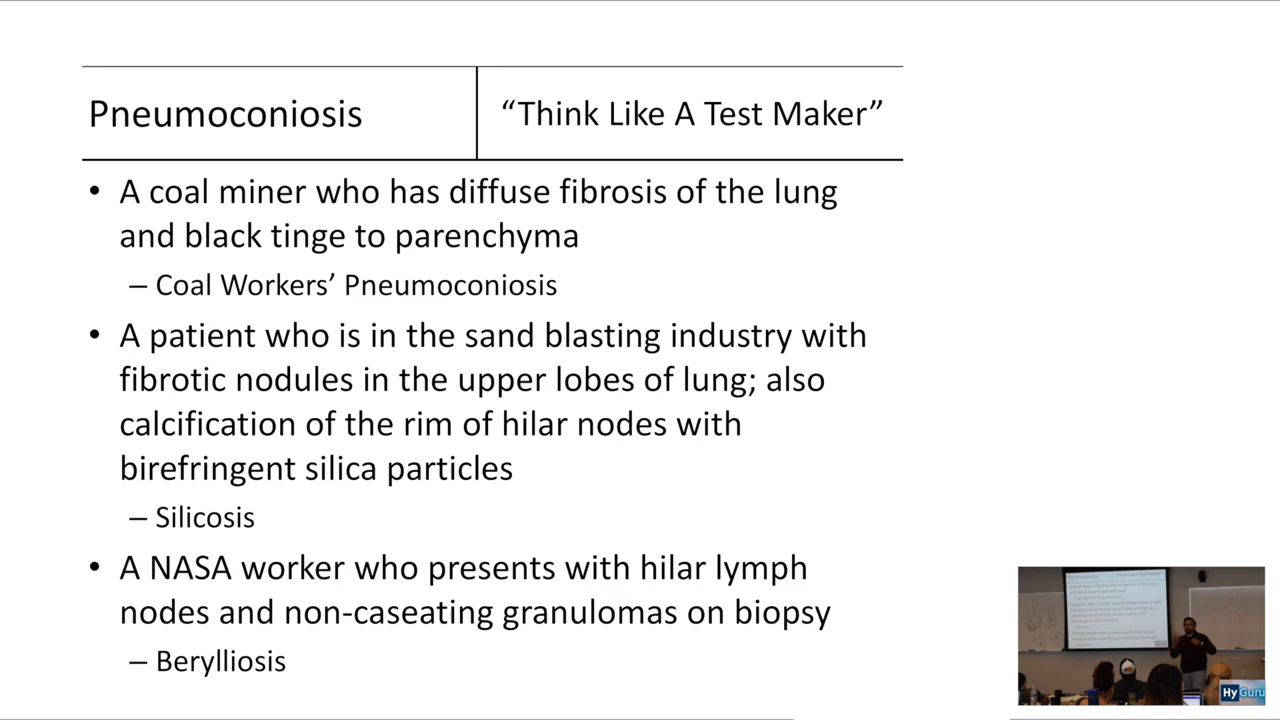 Pneumoconiosis
“Think Like A Test Maker”
• A coal miner who has diffuse fibrosis of the lung
and black tinge to parenchyma
– Coal Workers’ Pneumoconiosis
• A patient who is in the sand blasting industry with
fibrotic nodules in the upper lobes of lung; also
calcification of the rim of hilar nodes with
birefringent silica particles
– Silicosis
• A NASA worker who presents with hilar lymph
nodes and non-caseating granulomas on biopsy
– Berylliosis
HyGuru